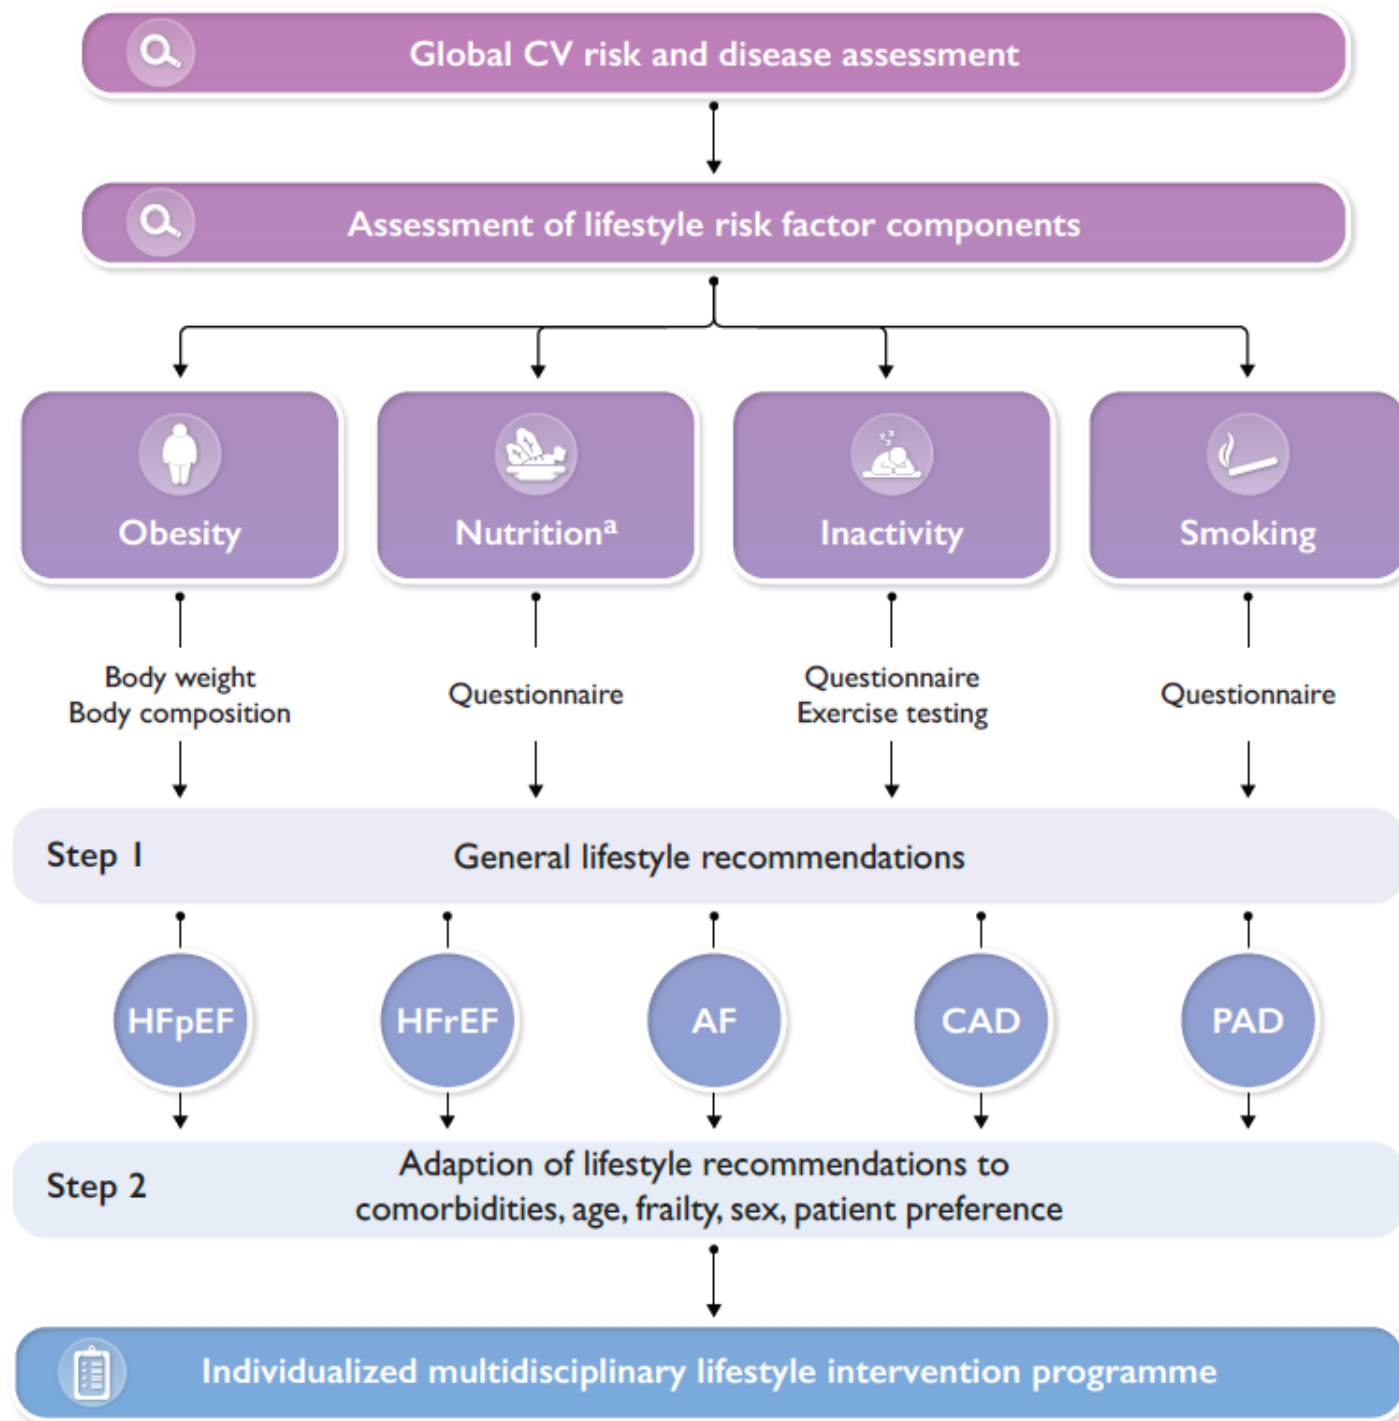 Global CV risk and disease assessment
Assessment of lifestyle risk factor components
Obesity
Nutritionᵃ
Inactivity
Smoking
Body weight
Body composition
Questionnaire
Questionnaire
Exercise testing
Questionnaire
Step 1
General lifestyle recommendations
HFpEF
HFrEF
AF
CAD
PAD
Step 2
Adaption of lifestyle recommendations to
comorbidities, age, frailty, sex, patient preference
Individualized multidisciplinary lifestyle intervention programme